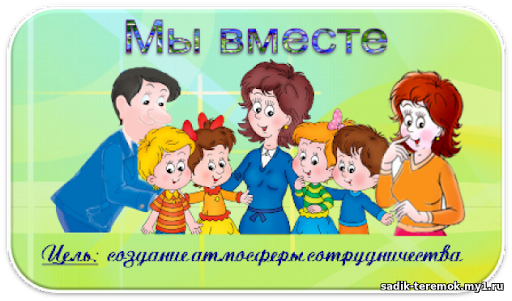 Мы вместе
Цель: создание атмосферы сотрудничества
sadik-teremok.my1.ru